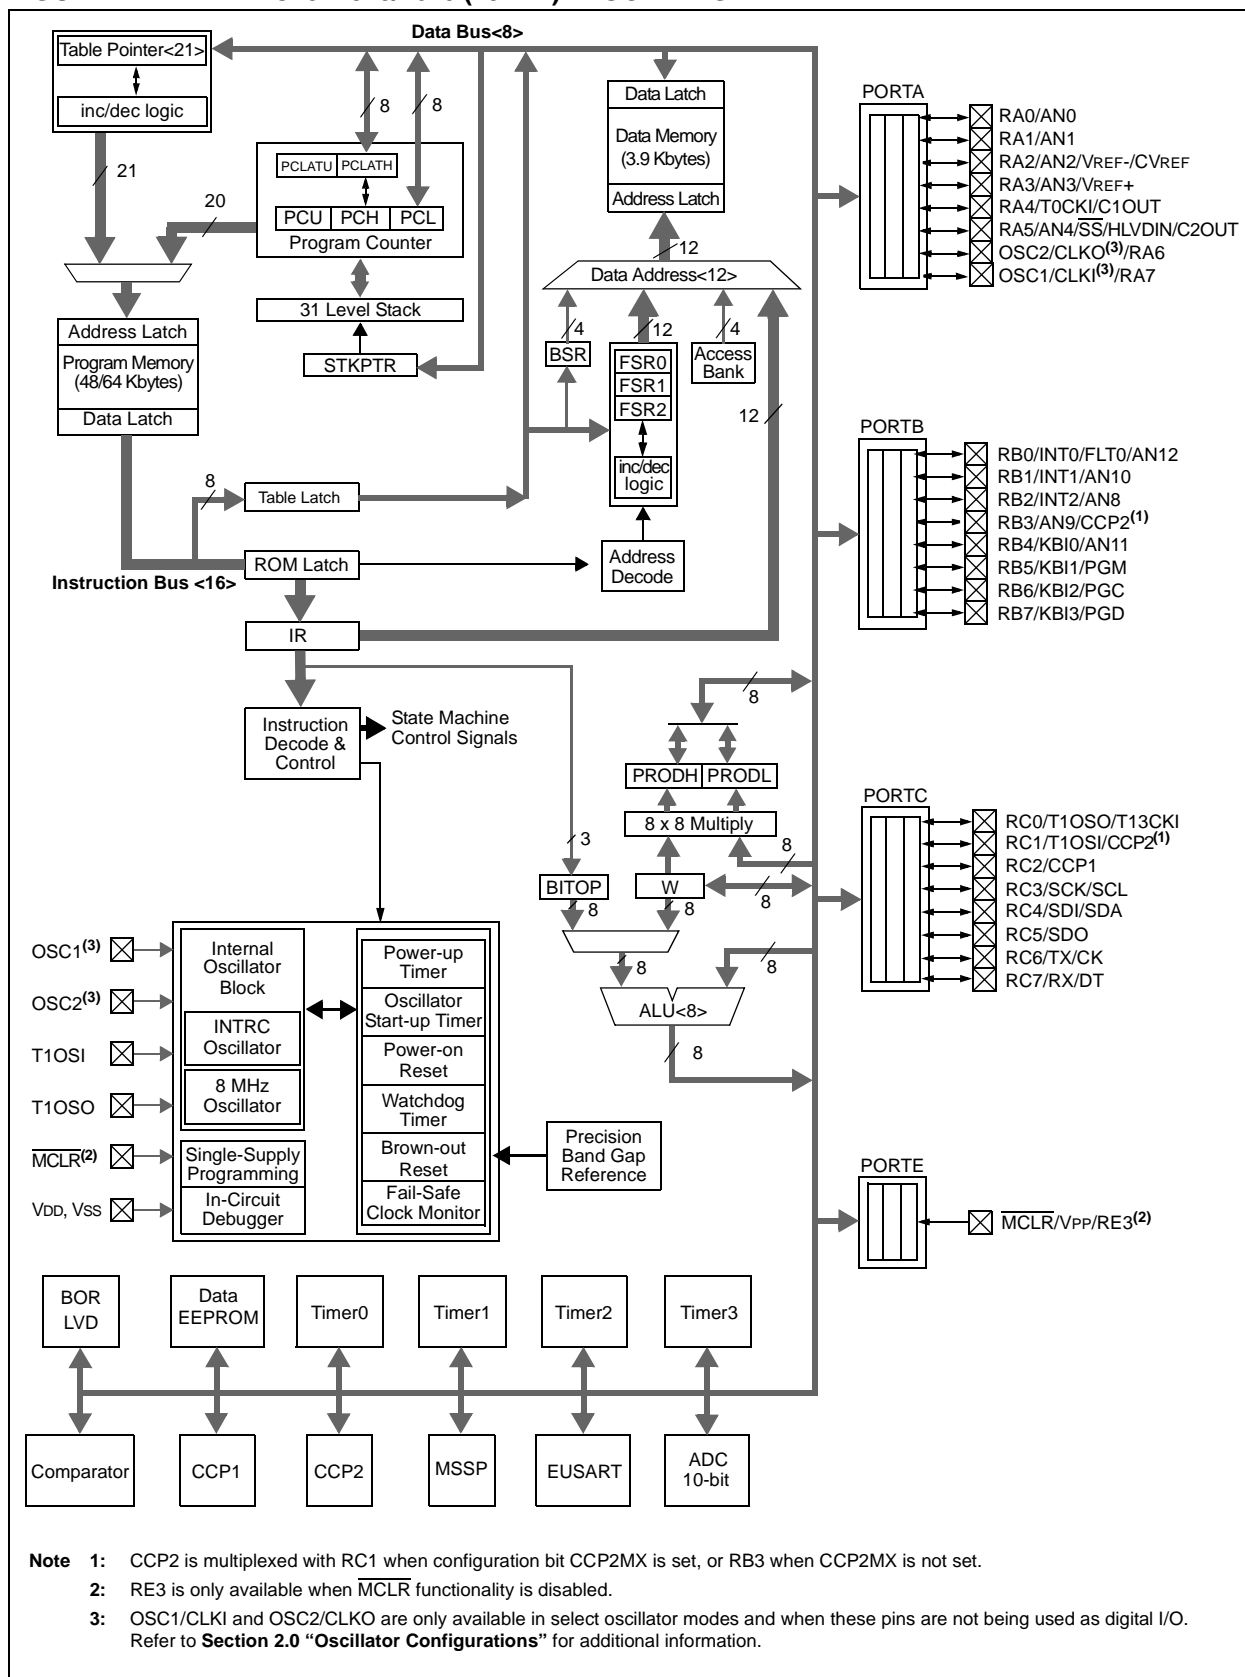 Data Bus<8>
Table Pointer<21>
inc/dec logic
21
20
8
8
PCLATU PCLATH
PCU PCH PCL
Program Counter
31 Level Stack
STKPTR
Address Latch
Program Memory
(48/64 Kbytes)
Data Latch
8
Table Latch
ROM Latch
Instruction Bus <16>
IR
Instruction
Decode &
Control
State Machine
Control Signals
Data Latch
Data Memory
(3.9 Kbytes)
Address Latch
12
Data Address<12>
4
12
4
BSR
FSR0
FSR1
FSR2
inc/dec
logic
Access
Bank
12
Address
Decode
8
PRODH PRODL
8 x 8 Multiply
3
8
BITOP
W
8
8
8
8
8
ALU<8>
8
PORTA
RA0/AN0
RA1/AN1
RA2/AN2/VREF-/CVREF
RA3/AN3/VREF+
RA4/T0CKI/C1OUT
RA5/AN4/SS/HLVDIN/C2OUT
OSC2/CLKO(3)/RA6
OSC1/CLKI(3)/RA7
PORTB
RB0/INT0/FLT0/AN12
RB1/INT1/AN10
RB2/INT2/AN8
RB3/AN9/CCP2(1)
RB4/KBI0/AN11
RB5/KBI1/PGM
RB6/KBI2/PGC
RB7/KBI3/PGD
PORTC
RC0/T1OSO/T13CKI
RC1/T1OSI/CCP2(1)
RC2/CCP1
RC3/SCK/SCL
RC4/SDI/SDA
RC5/SDO
RC6/TX/CK
RC7/RX/DT
PORTE
MCLR/VPP/RE3(2)
OSC1(3)
OSC2(3)
T1OSI
T1OSO
MCLR(2)
VDD, VSS
Internal
Oscillator
Block
INTRC
Oscillator
8 MHz
Oscillator
Single-Supply
Programming
In-Circuit
Debugger
Power-up
Timer
Oscillator
Start-up Timer
Power-on
Reset
Watchdog
Timer
Brown-out
Reset
Fail-Safe
Clock Monitor
Precision
Band Gap
Reference
BOR
LVD
Data
EEPROM
Timer0
Timer1
Timer2
Timer3
Comparator
CCP1
CCP2
MSSP
EUSART
ADC
10-bit
Note 1: CCP2 is multiplexed with RC1 when configuration bit CCP2MX is set, or RB3 when CCP2MX is not set.
2: RE3 is only available when MCLR functionality is disabled.
3: OSC1/CLKI and OSC2/CLKO are only available in select oscillator modes and when these pins are not being used as digital I/O.
Refer to Section 2.0 “Oscillator Configurations” for additional information.